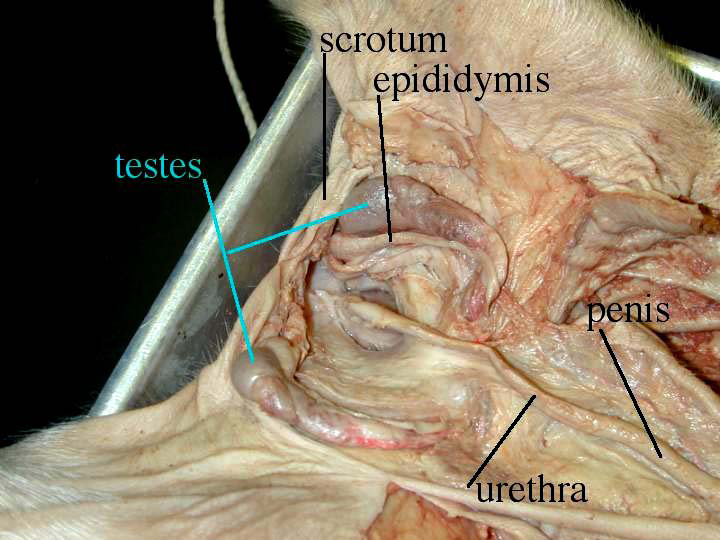 scrotum
epididymis
testes
penis
urethra